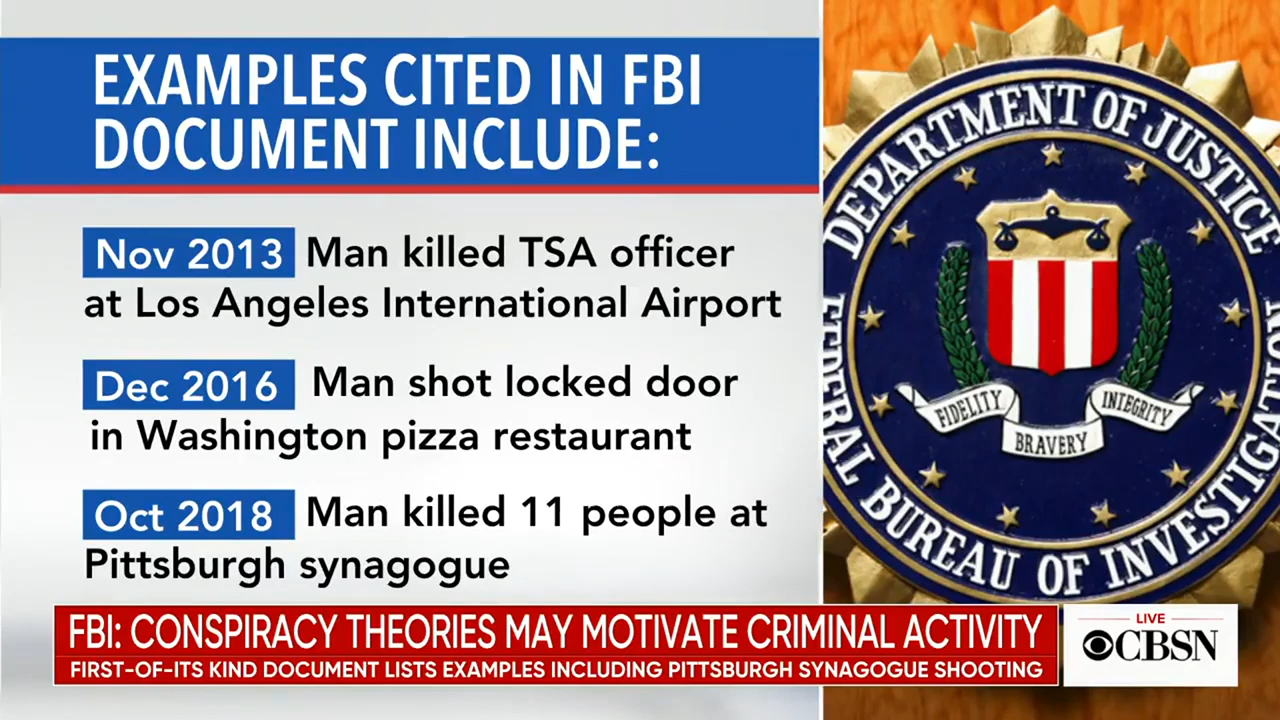 EXAMPLES CITED IN FBI
DOCUMENT INCLUDE:
Nov 2013 Man killed TSA officer
at Los Angeles International Airport
Dec 2016 Man shot locked door
in Washington pizza restaurant
Oct 2018 Man killed 11 people at
Pittsburgh synagogue
DEPARTMENT OF JUSTICE
FIDELITY
BRAVERY
INTEGRITY
FEDERAL BUREAU OF INVESTIGATION
FBI: CONSPIRACY THEORIES MAY MOTIVATE CRIMINAL ACTIVITY
FIRST-OF-ITS KIND DOCUMENT LISTS EXAMPLES INCLUDING PITTSBURGH SYNAGOGUE SHOOTING
LIVE
CBSN